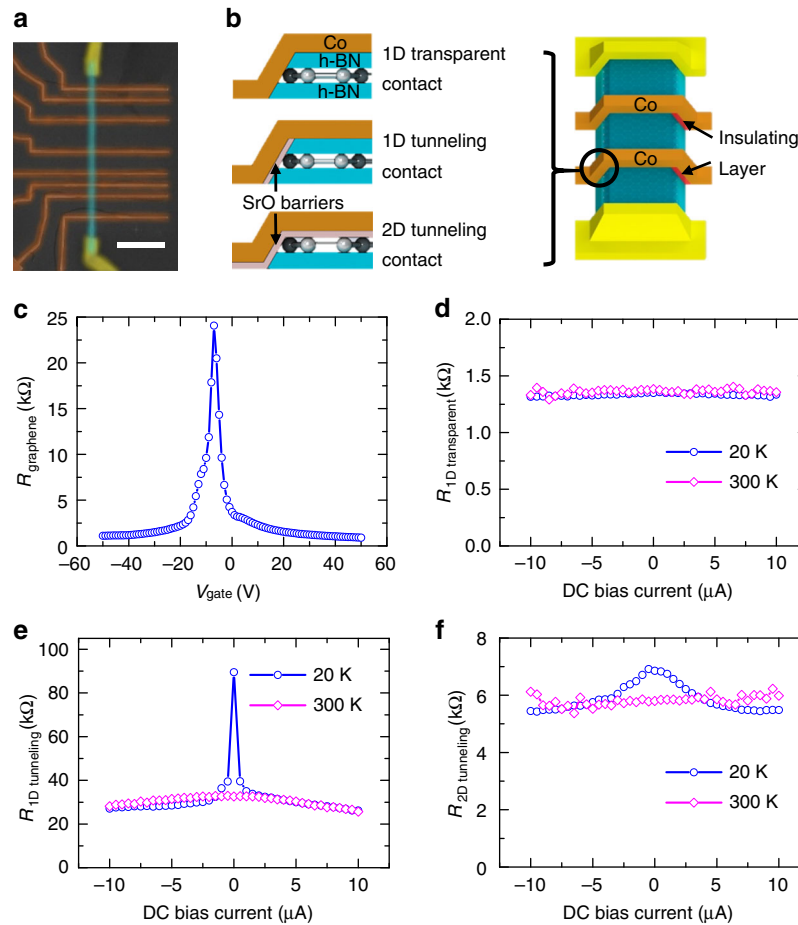 a
b
Co
h-BN
h-BN
1D transparent
contact
1D tunneling
contact
SrO barriers
2D tunneling
contact
Co
Co
Insulating
Layer
c
25
20
15
10
5
0
R graphene (kΩ)
−60 −40 −20 0 20 40 60
Vgate (V)
d
2.0
1.5
1.0
0.5
0.0
R 1D transparent (kΩ)
20 K
300 K
−10 −5 0 5 10
DC bias current (μA)
e
100
80
60
40
20
0
R 1D tunneling (kΩ)
20 K
300 K
−10 −5 0 5 10
DC bias current (μA)
f
8
6
4
2
0
R 2D tunneling (kΩ)
20 K
300 K
−10 −5 0 5 10
DC bias current (μA)